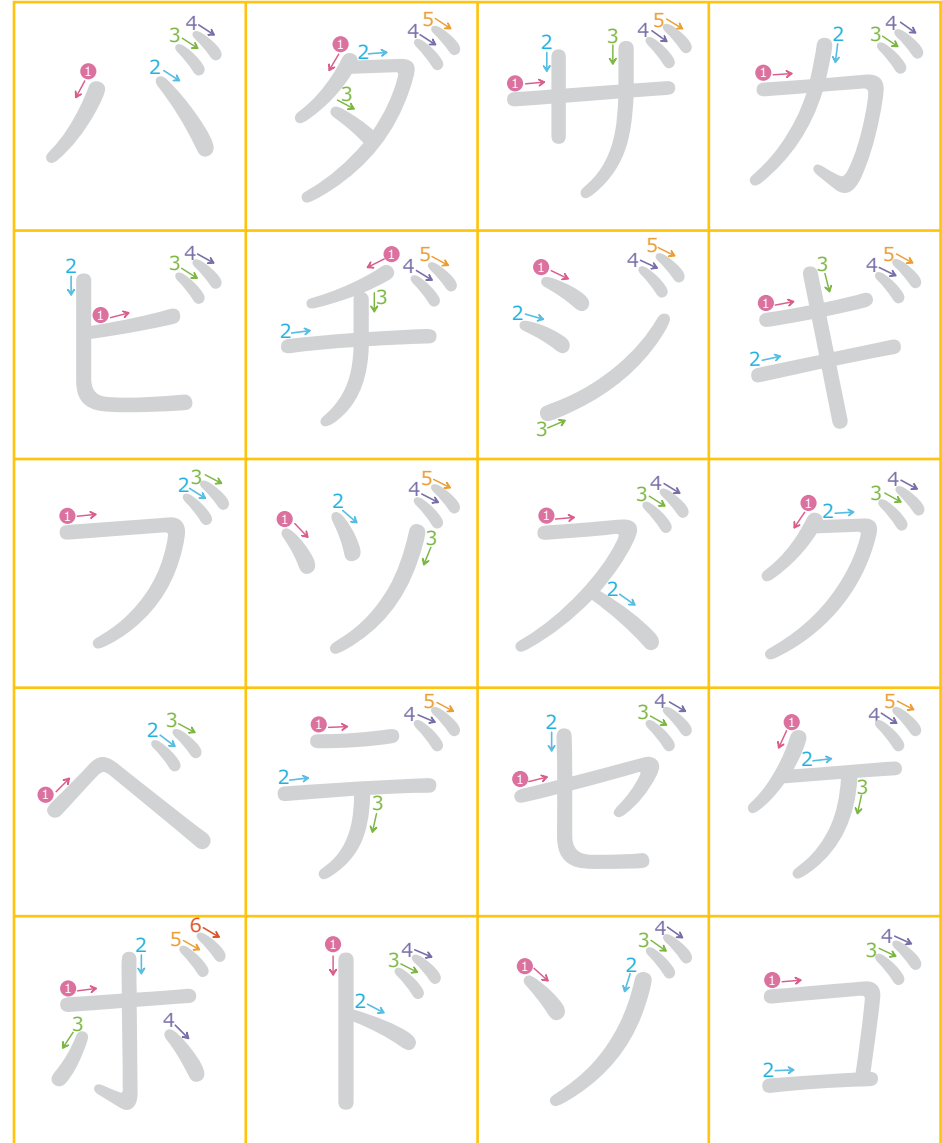 バ ダ ザ ガ
ビ ヂ ジ ギ
ブ ヅ ズ グ
ベ デ ゼ ゲ
ボ ド ゾ ゴ